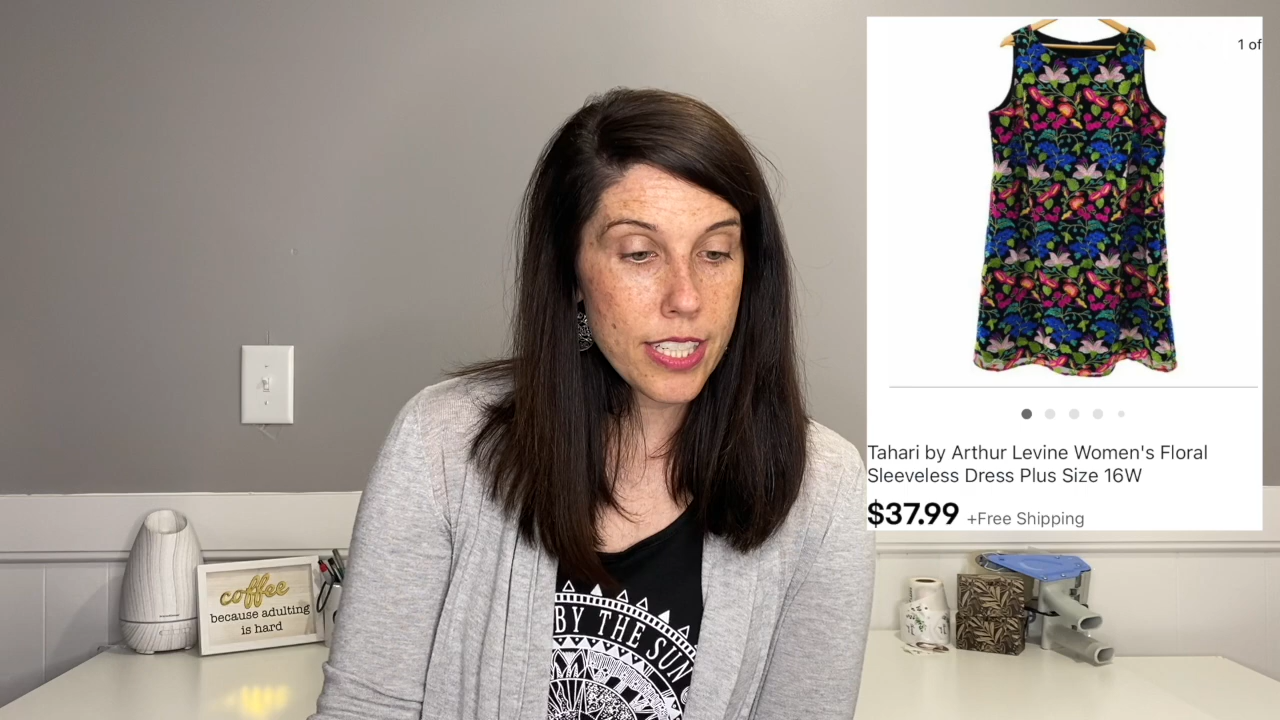 1 of
Tahari by Arthur Levine Women's Floral
Sleeveless Dress Plus Size 16W
$37.99 +Free Shipping
coffee
because adulting
is hard
BY THE SUN